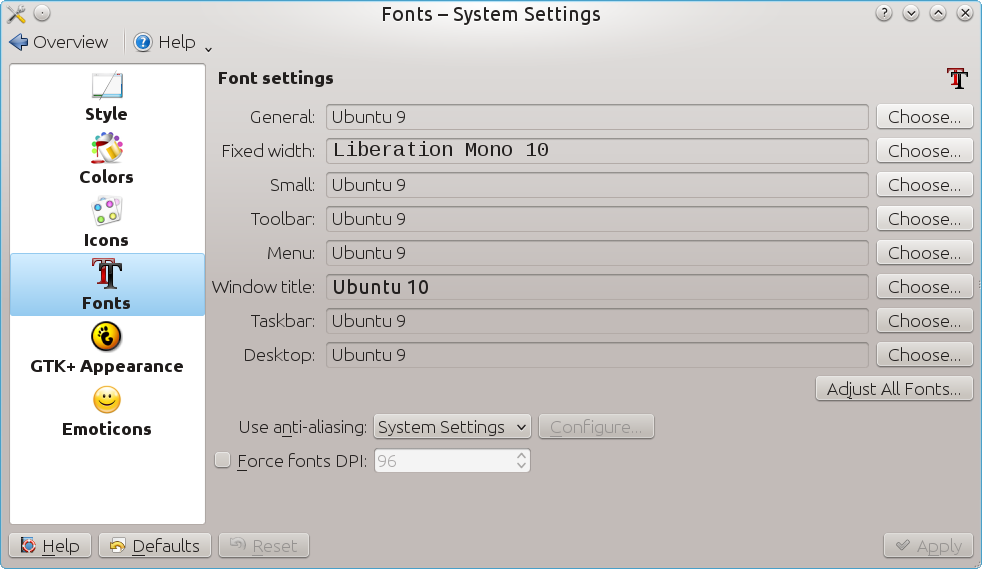 Fonts – System Settings
Overview Help
Style
Colors
Icons
Fonts
GTK+ Appearance
Emoticons
Font settings
General: Ubuntu 9 Choose...
Fixed width: Liberation Mono 10 Choose...
Small: Ubuntu 9 Choose...
Toolbar: Ubuntu 9 Choose...
Menu: Ubuntu 9 Choose...
Window title: Ubuntu 10 Choose...
Taskbar: Ubuntu 9 Choose...
Desktop: Ubuntu 9 Choose...
Adjust All Fonts...
Use anti-aliasing: System Settings Configure...
Force fonts DPI: 96
Help Defaults Reset Apply